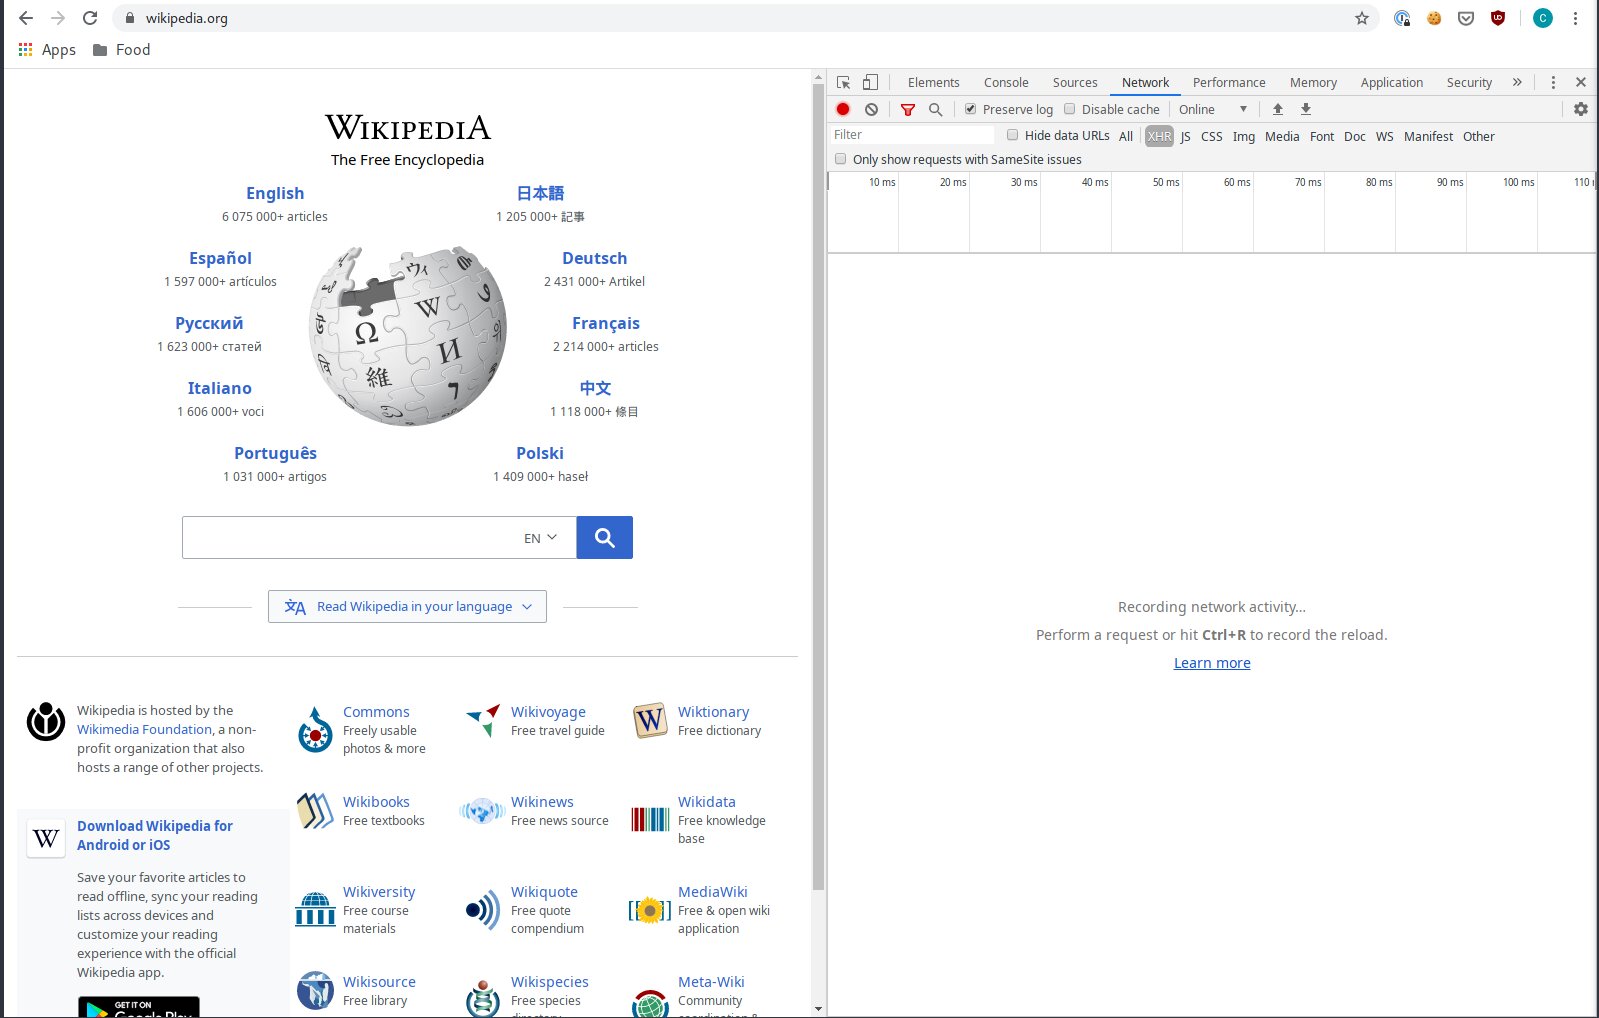 wikipedia.org
Apps
Food
WIKIPEDIA
The Free Encyclopedia
English
6 075 000+ articles
日本語
1 205 000+ 記事
Español
1 597 000+ artículos
Deutsch
2 431 000+ Artikel
Русский
1 623 000+ статей
Français
2 214 000+ articles
Italiano
1 606 000+ voci
中文
1 118 000+ 條目
Português
1 031 000+ artigos
Polski
1 409 000+ haseł
EN
Read Wikipedia in your language
Wikipedia is hosted by the
Wikimedia Foundation, a non-
profit organization that also
hosts a range of other projects.
Download Wikipedia for
Android or iOS
Save your favorite articles to
read offline, sync your reading
lists across devices and
customize your reading
experience with the official
Wikipedia app.
GET IT ON
Google Play
Commons
Freely usable
photos & more
Wikivoyage
Free travel guide
Wiktionary
Free dictionary
Wikibooks
Free textbooks
Wikinews
Free news source
Wikidata
Free knowledge
base
Wikiversity
Free course
materials
Wikiquote
Free quote
compendium
MediaWiki
Free & open wiki
application
Wikisource
Free library
Wikispecies
Free species
directory
Meta-Wiki
Community
coordination &
Elements Console Sources Network Performance Memory Application Security
Preserve log Disable cache Online
Filter Hide data URLs All XHR JS CSS Img Media Font Doc WS Manifest Other
Only show requests with SameSite issues
10 ms 20 ms 30 ms 40 ms 50 ms 60 ms 70 ms 80 ms 90 ms 100 ms 110
Recording network activity…
Perform a request or hit Ctrl+R to record the reload.
Learn more